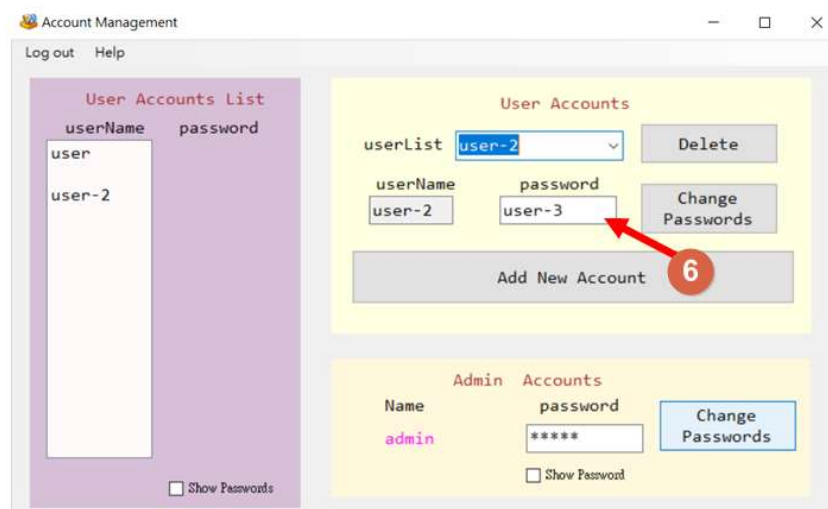 Account Management
Log out Help
User Accounts List
userName password
user
user-2
Show Passwords
User Accounts
userList user-2 Delete
userName password
user-2 user-3 Change Passwords
6
Add New Account
Admin Accounts
Name password
admin ***** Change Passwords
Show Password